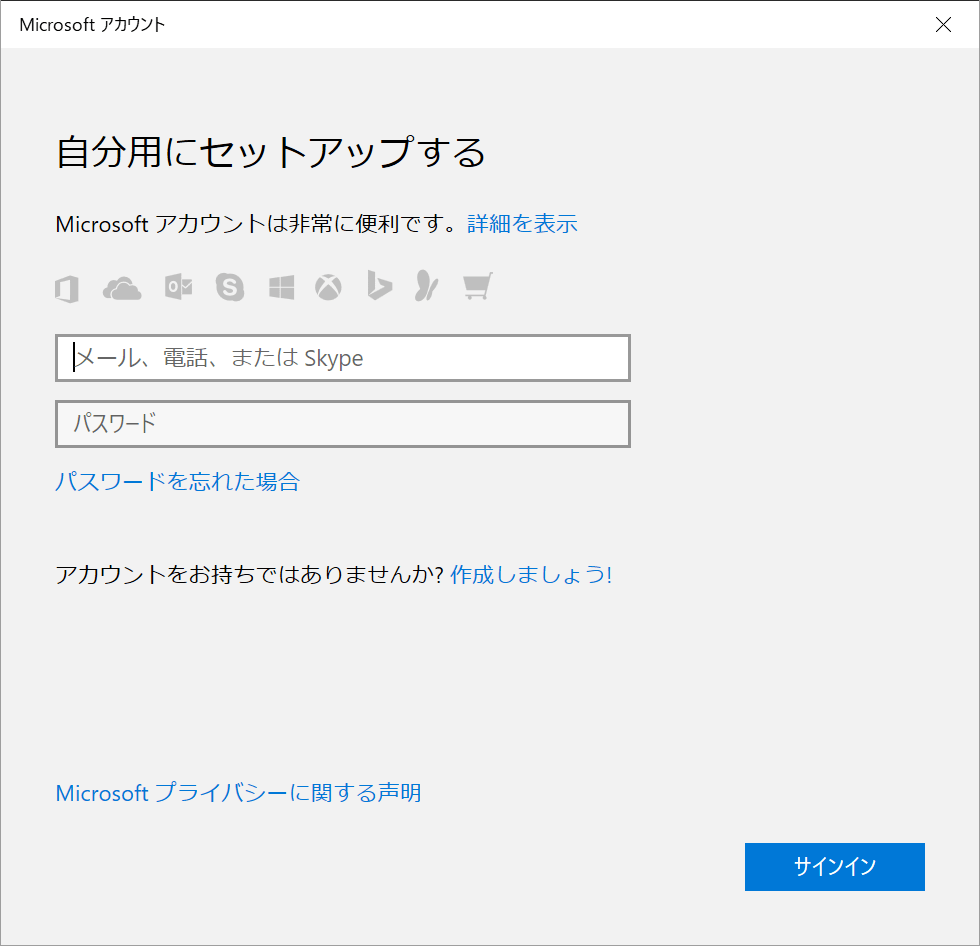 Microsoft アカウント
自分用にセットアップする
Microsoft アカウントは非常に便利です。詳細を表示
メール、電話、または Skype
パスワード
パスワードを忘れた場合
アカウントをお持ちではありませんか? 作成しましょう!
Microsoft プライバシーに関する声明
サインイン